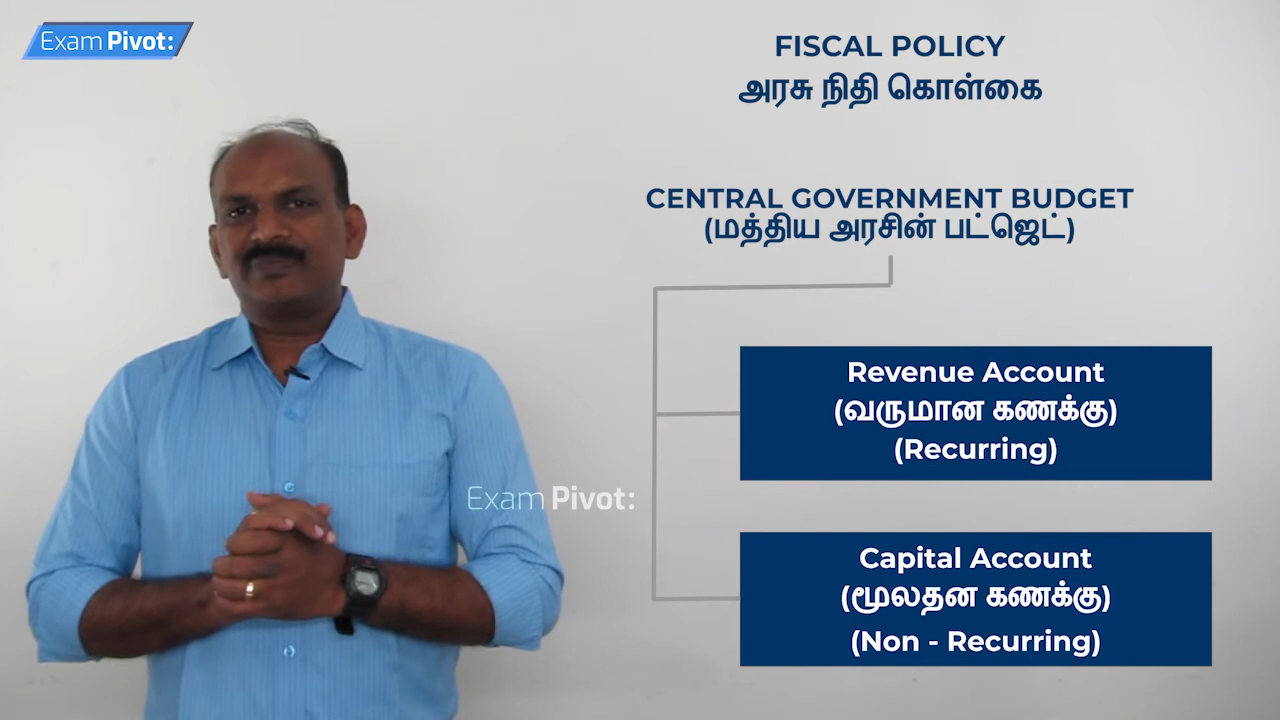 Exam Pivot:
FISCAL POLICY
அரசு நிதி கொள்கை
CENTRAL GOVERNMENT BUDGET
(மத்திய அரசின் பட்ஜெட்)
Revenue Account
(வருமான கணக்கு)
(Recurring)
Exam Pivot:
Capital Account
(மூலதன கணக்கு)
(Non - Recurring)